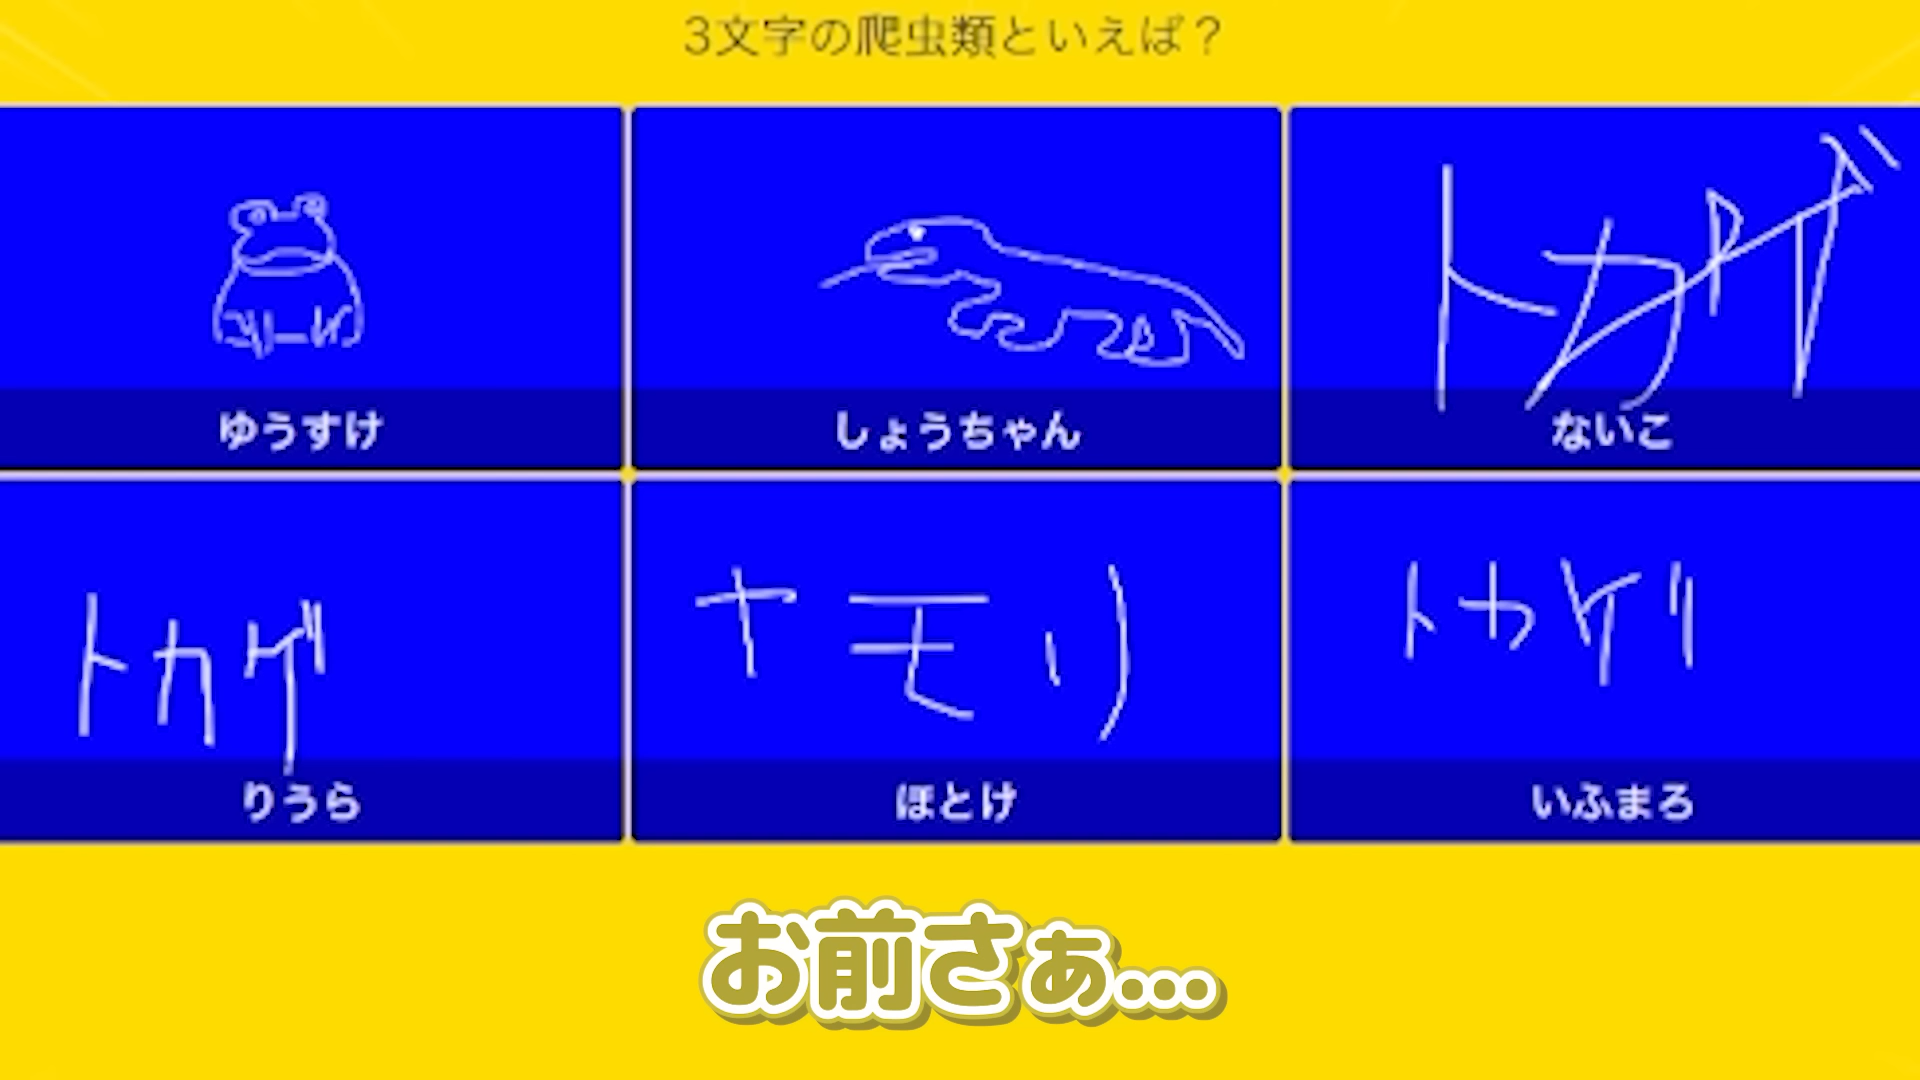 3文字の爬虫類といえば？
ゆうすけ
しょうちゃん
トカゲ
ないこ
トカゲ
りうら
ヤモリ
ほとけ
トカゲ
いふまろ
お前さぁ…